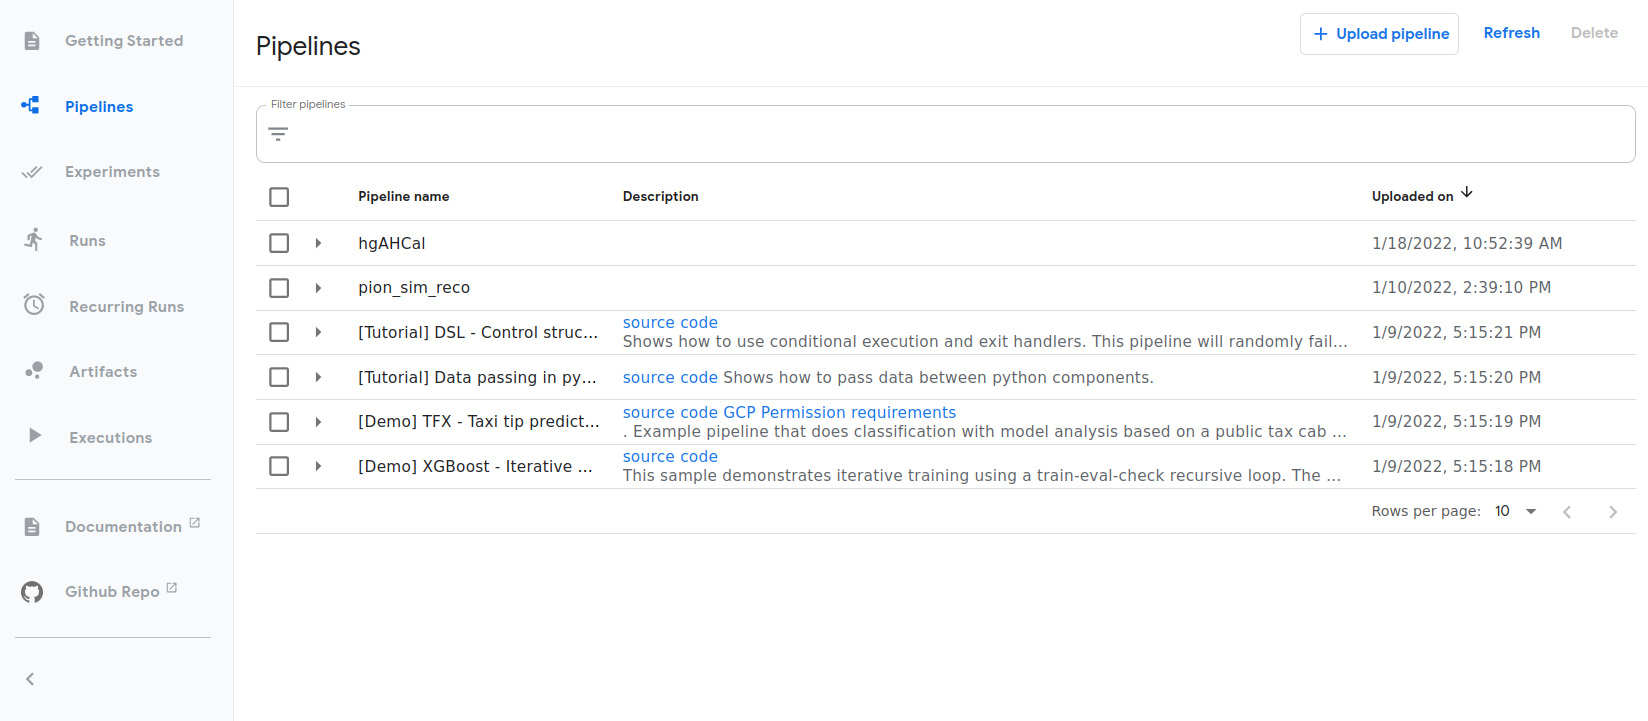 Getting Started
Pipelines
Experiments
Runs
Recurring Runs
Artifacts
Executions
Documentation
Github Repo
Pipelines
+ Upload pipeline Refresh Delete
Filter pipelines
Pipeline name Description Uploaded on
hgAHCal 1/18/2022, 10:52:39 AM
pion_sim_reco 1/10/2022, 2:39:10 PM
[Tutorial] DSL - Control struc... source code 1/9/2022, 5:15:21 PM
Shows how to use conditional execution and exit handlers. This pipeline will randomly fail...
[Tutorial] Data passing in py... source code Shows how to pass data between python components. 1/9/2022, 5:15:20 PM
[Demo] TFX - Taxi tip predict... source code GCP Permission requirements 1/9/2022, 5:15:19 PM
. Example pipeline that does classification with model analysis based on a public tax cab ...
[Demo] XGBoost - Iterative ... source code 1/9/2022, 5:15:18 PM
This sample demonstrates iterative training using a train-eval-check recursive loop. The ...
Rows per page: 10